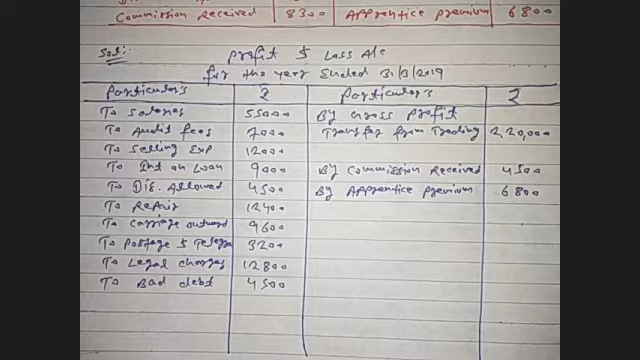 Commission Received 8300 Apprentice premium 6800
Sol:-
Profit & Loss A/c
for the year Ended 31/3/2019
Particulars ₹ Particulars ₹
To Salaries 55000 By Gross Profit
To Audit fees 7000 Transfer from Trading 2,20,000
To Selling Exp 12000
To Int on Loan 9000 By Commission Received 4500
To Dis. Allowed 4500 By Apprentice premium 6800
To Repair 12400
To Carriage outward 9600
To Postage & Telegra 3200
To Legal charges 12800
To Bad debt 4500